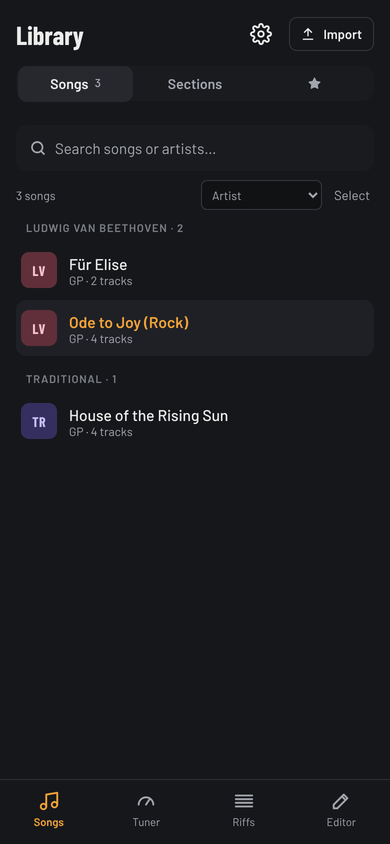 Library
Import
Songs 3
Sections
Search songs or artists...
3 songs
Artist
Select
LUDWIG VAN BEETHOVEN · 2
LV
Für Elise
GP · 2 tracks
LV
Ode to Joy (Rock)
GP · 4 tracks
TRADITIONAL · 1
TR
House of the Rising Sun
GP · 4 tracks
Songs
Tuner
Riffs
Editor